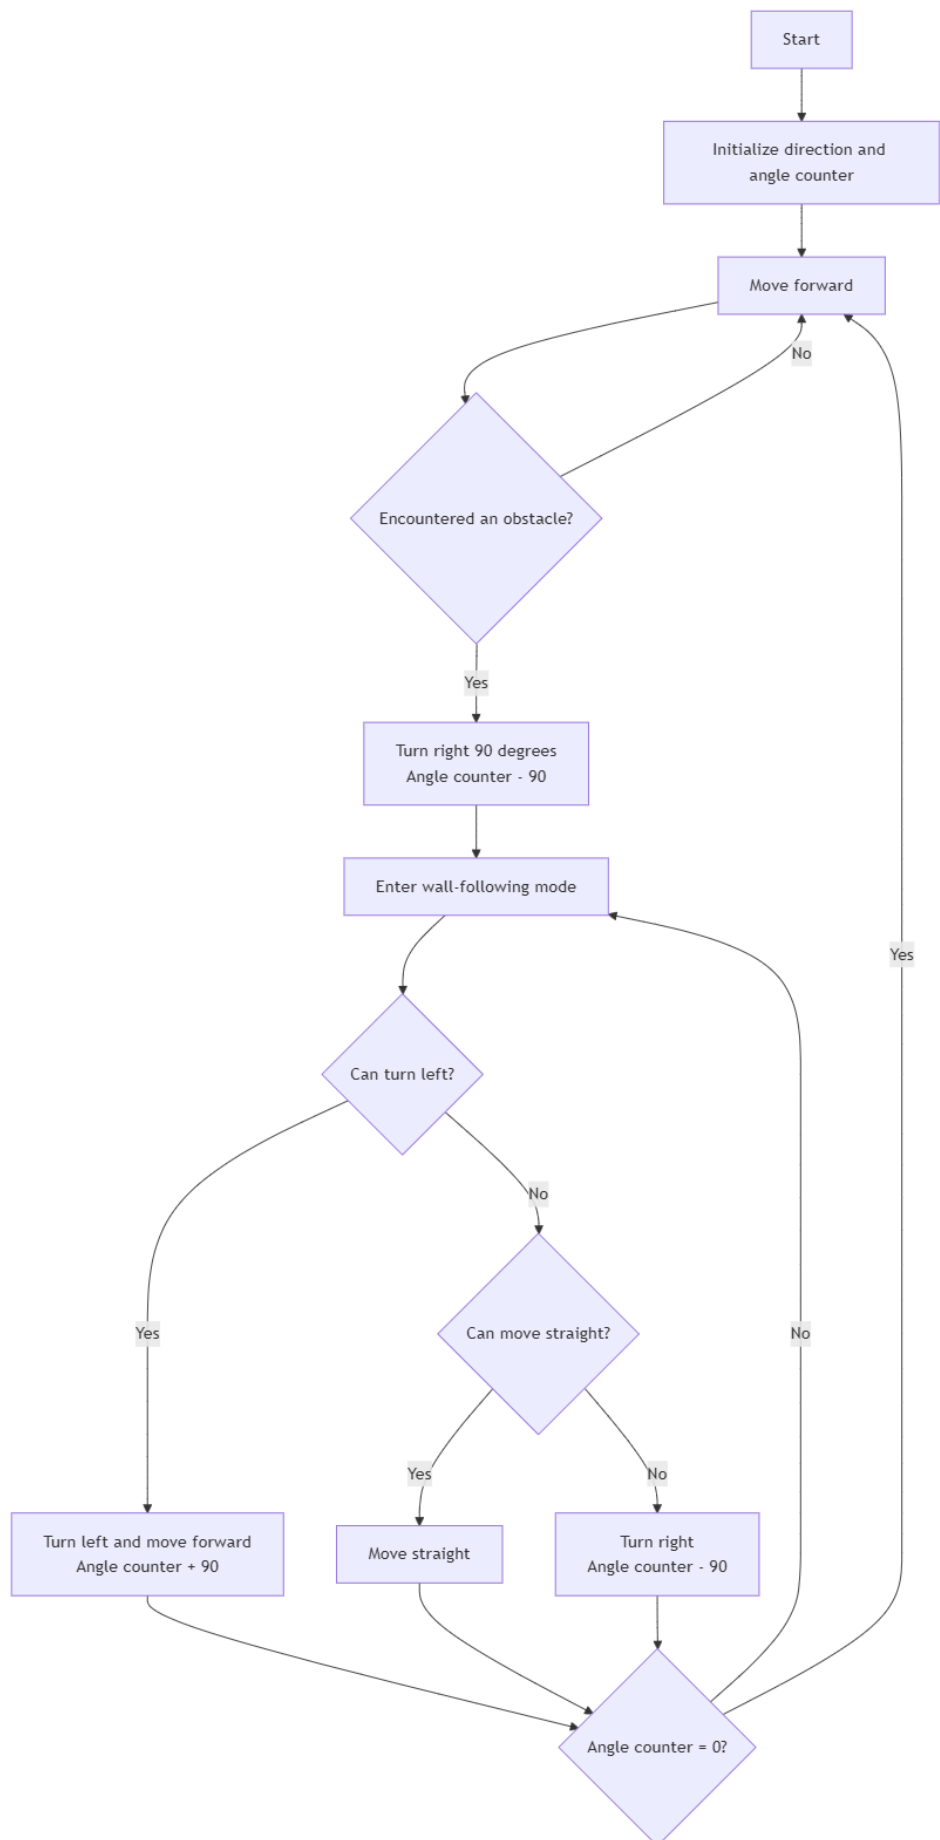 Start
Initialize direction and
angle counter
Move forward
No
Encountered an obstacle?
Yes
Turn right 90 degrees
Angle counter - 90
Enter wall-following mode
Yes
Can turn left?
No
Can move straight?
Yes
No
Yes
No
Turn left and move forward
Angle counter + 90
Move straight
Turn right
Angle counter - 90
Angle counter = 0?